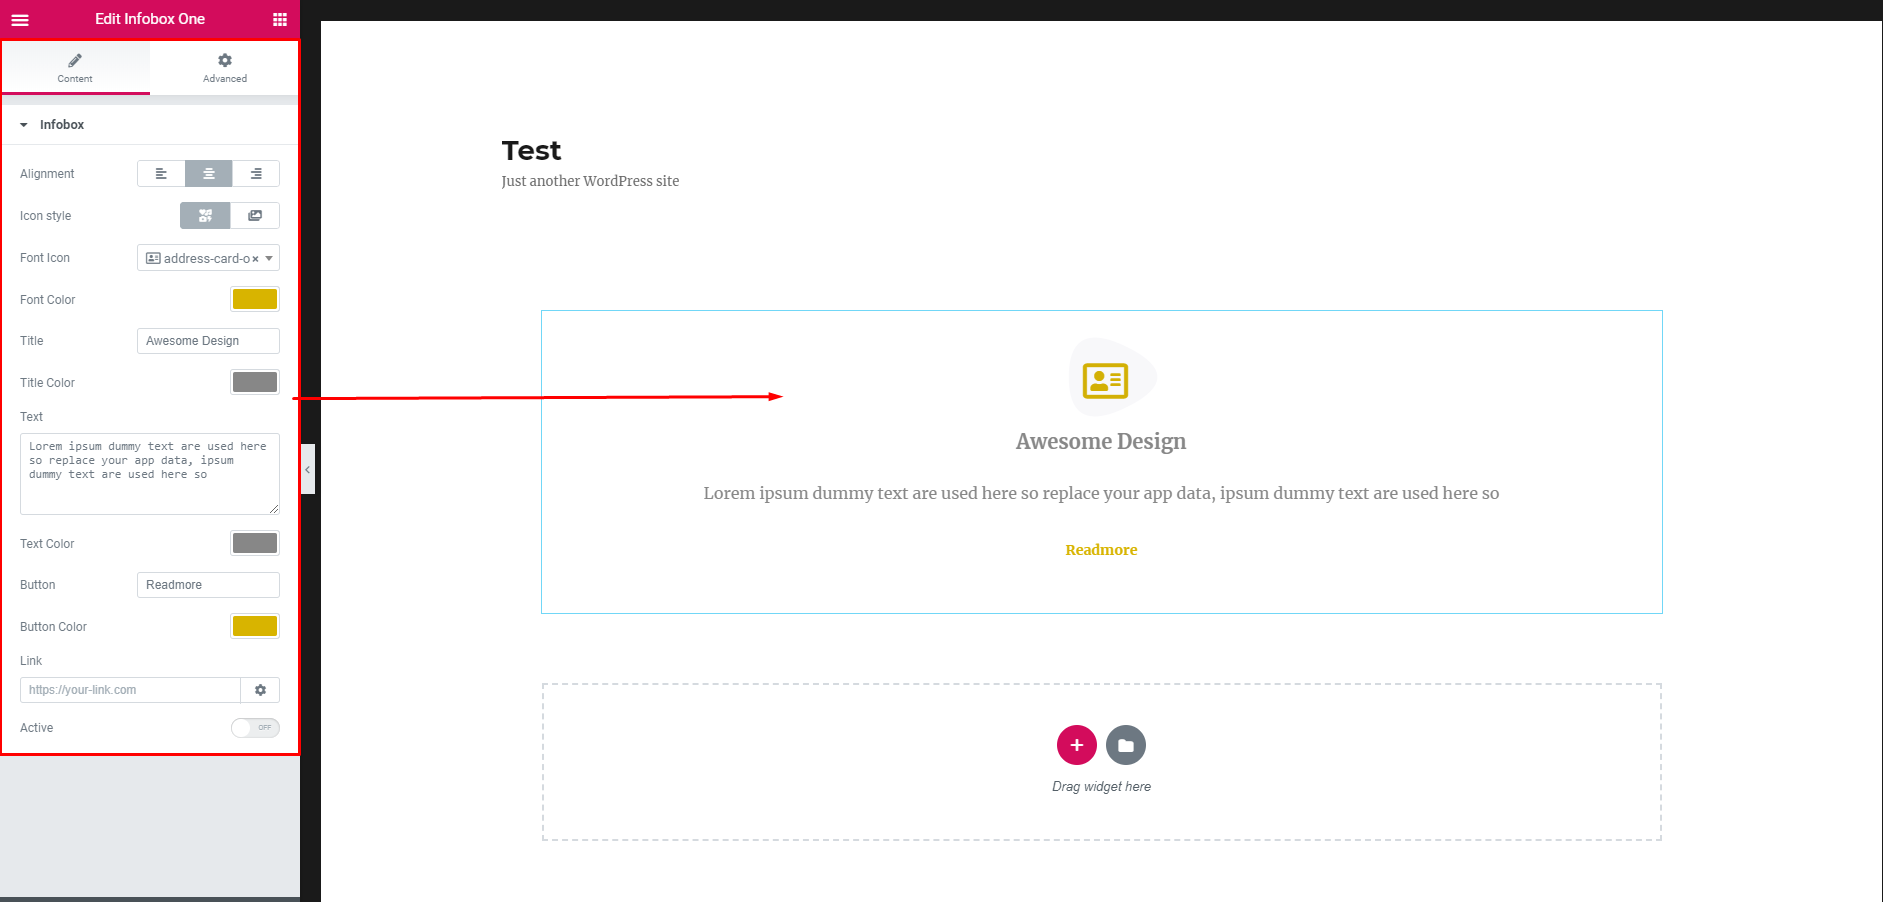 Edit Infobox One
Content
Advanced
Infobox
Alignment
Icon style
Font Icon
address-card-o ×
Font Color
Title
Awesome Design
Title Color
Text
Lorem ipsum dummy text are used here
so replace your app data, ipsum
dummy text are used here so
Text Color
Button
Readmore
Button Color
Link
https://your-link.com
Active
OFF
Test
Just another WordPress site
Awesome Design
Lorem ipsum dummy text are used here so replace your app data, ipsum dummy text are used here so
Readmore
Drag widget here